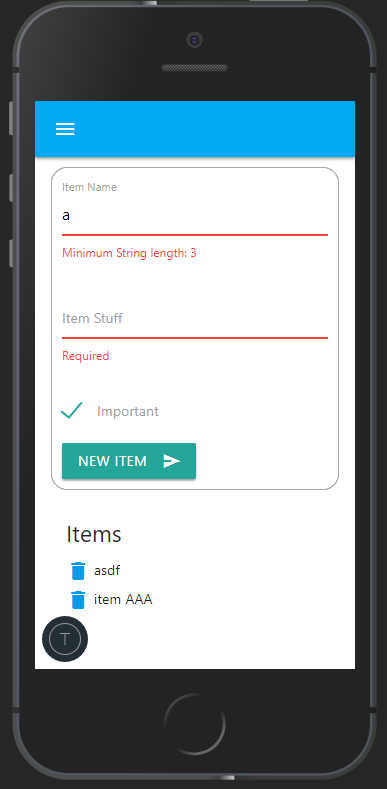 Item Name
a
Minimum String length: 3
Item Stuff
Required
Important
NEW ITEM
Items
asdf
item AAA
T